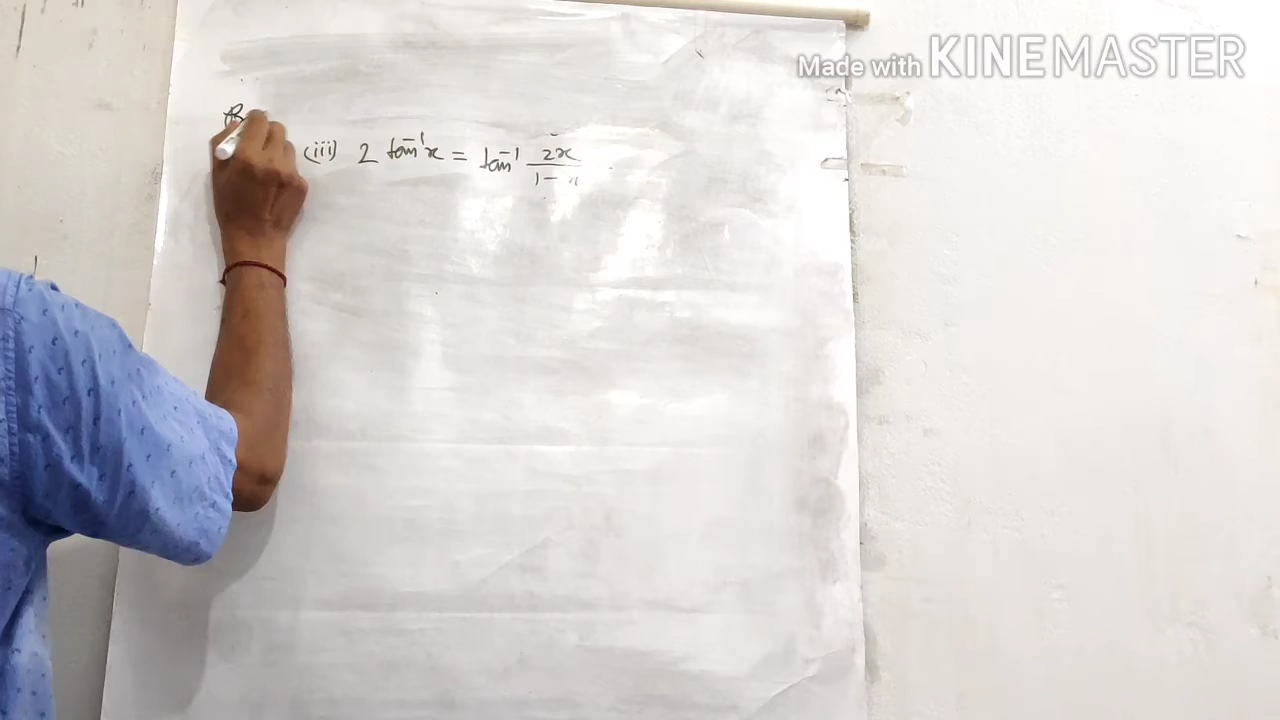 Made with KINEMASTER
(iii) 2 tan⁻¹x = tan⁻¹ 2x / 1 -